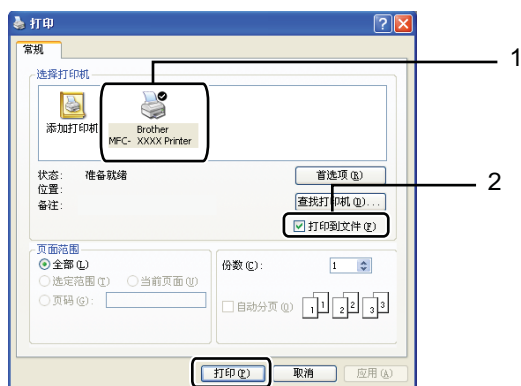 打印
常规
选择打印机
添加打印机
Brother
MFC- XXXX Printer
状态: 准备就绪
位置:
备注:
首选项(R)
查找打印机(D)...
打印到文件(F)
页面范围
全部(L)
选定范围(T) 当前页面(U)
页码(G):
份数(C): 1
自动分页(O)
1 1 2 2 3 3
打印(P) 取消 应用(A)
1
2